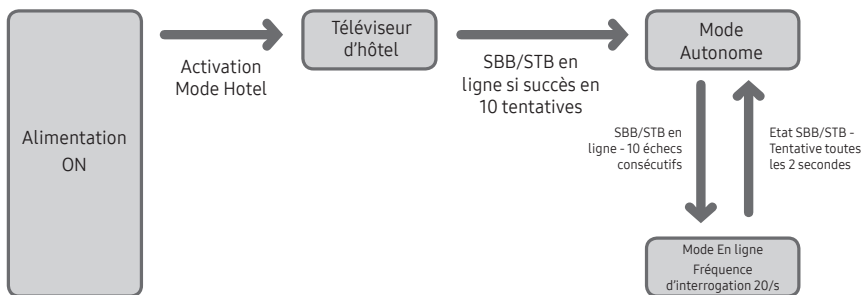 Alimentation
ON
Activation
Mode Hotel
Téléviseur
d'hôtel
SBB/STB en
ligne si succès en
10 tentatives
Mode
Autonome
SBB/STB en
ligne - 10 échecs
consécutifs
Etat SBB/STB -
Tentative toutes
les 2 secondes
Mode En ligne
Fréquence
d'interrogation 20/s